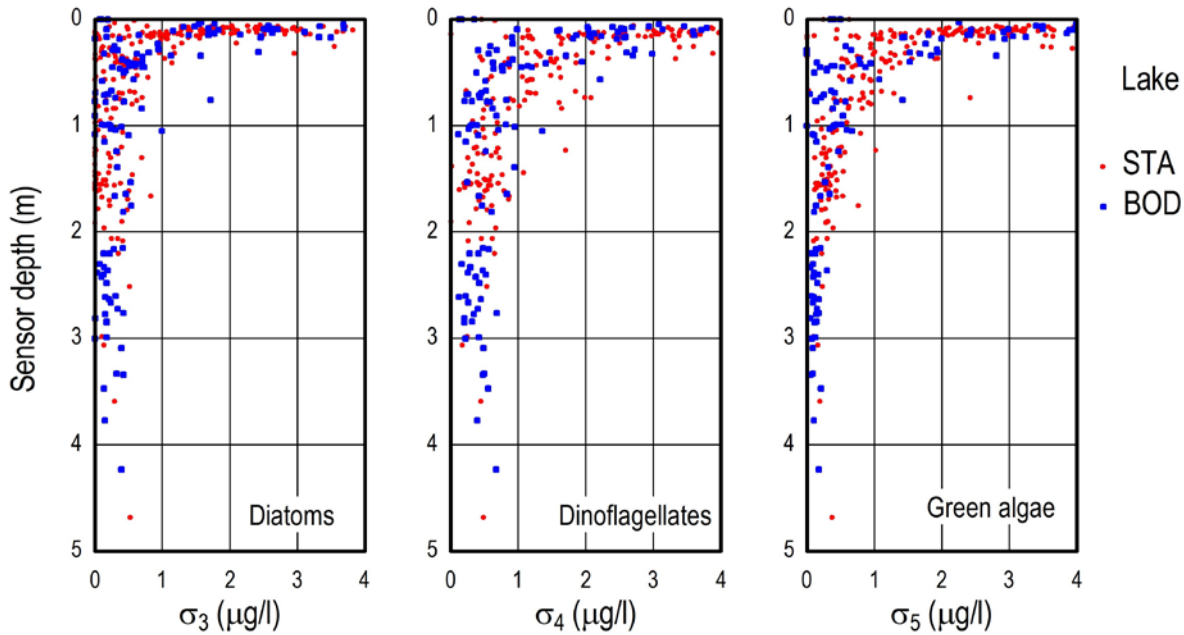 0 0 0
1 1 1
2 2 2
3 3 3
4 4 4
5 5 5
Sensor depth (m)
Diatoms
Dinoflagellates
Green algae
0 1 2 3 4
0 1 2 3 4
0 1 2 3 4
σ3 (μg/l)
σ4 (μg/l)
σ5 (μg/l)
Lake
STA
BOD